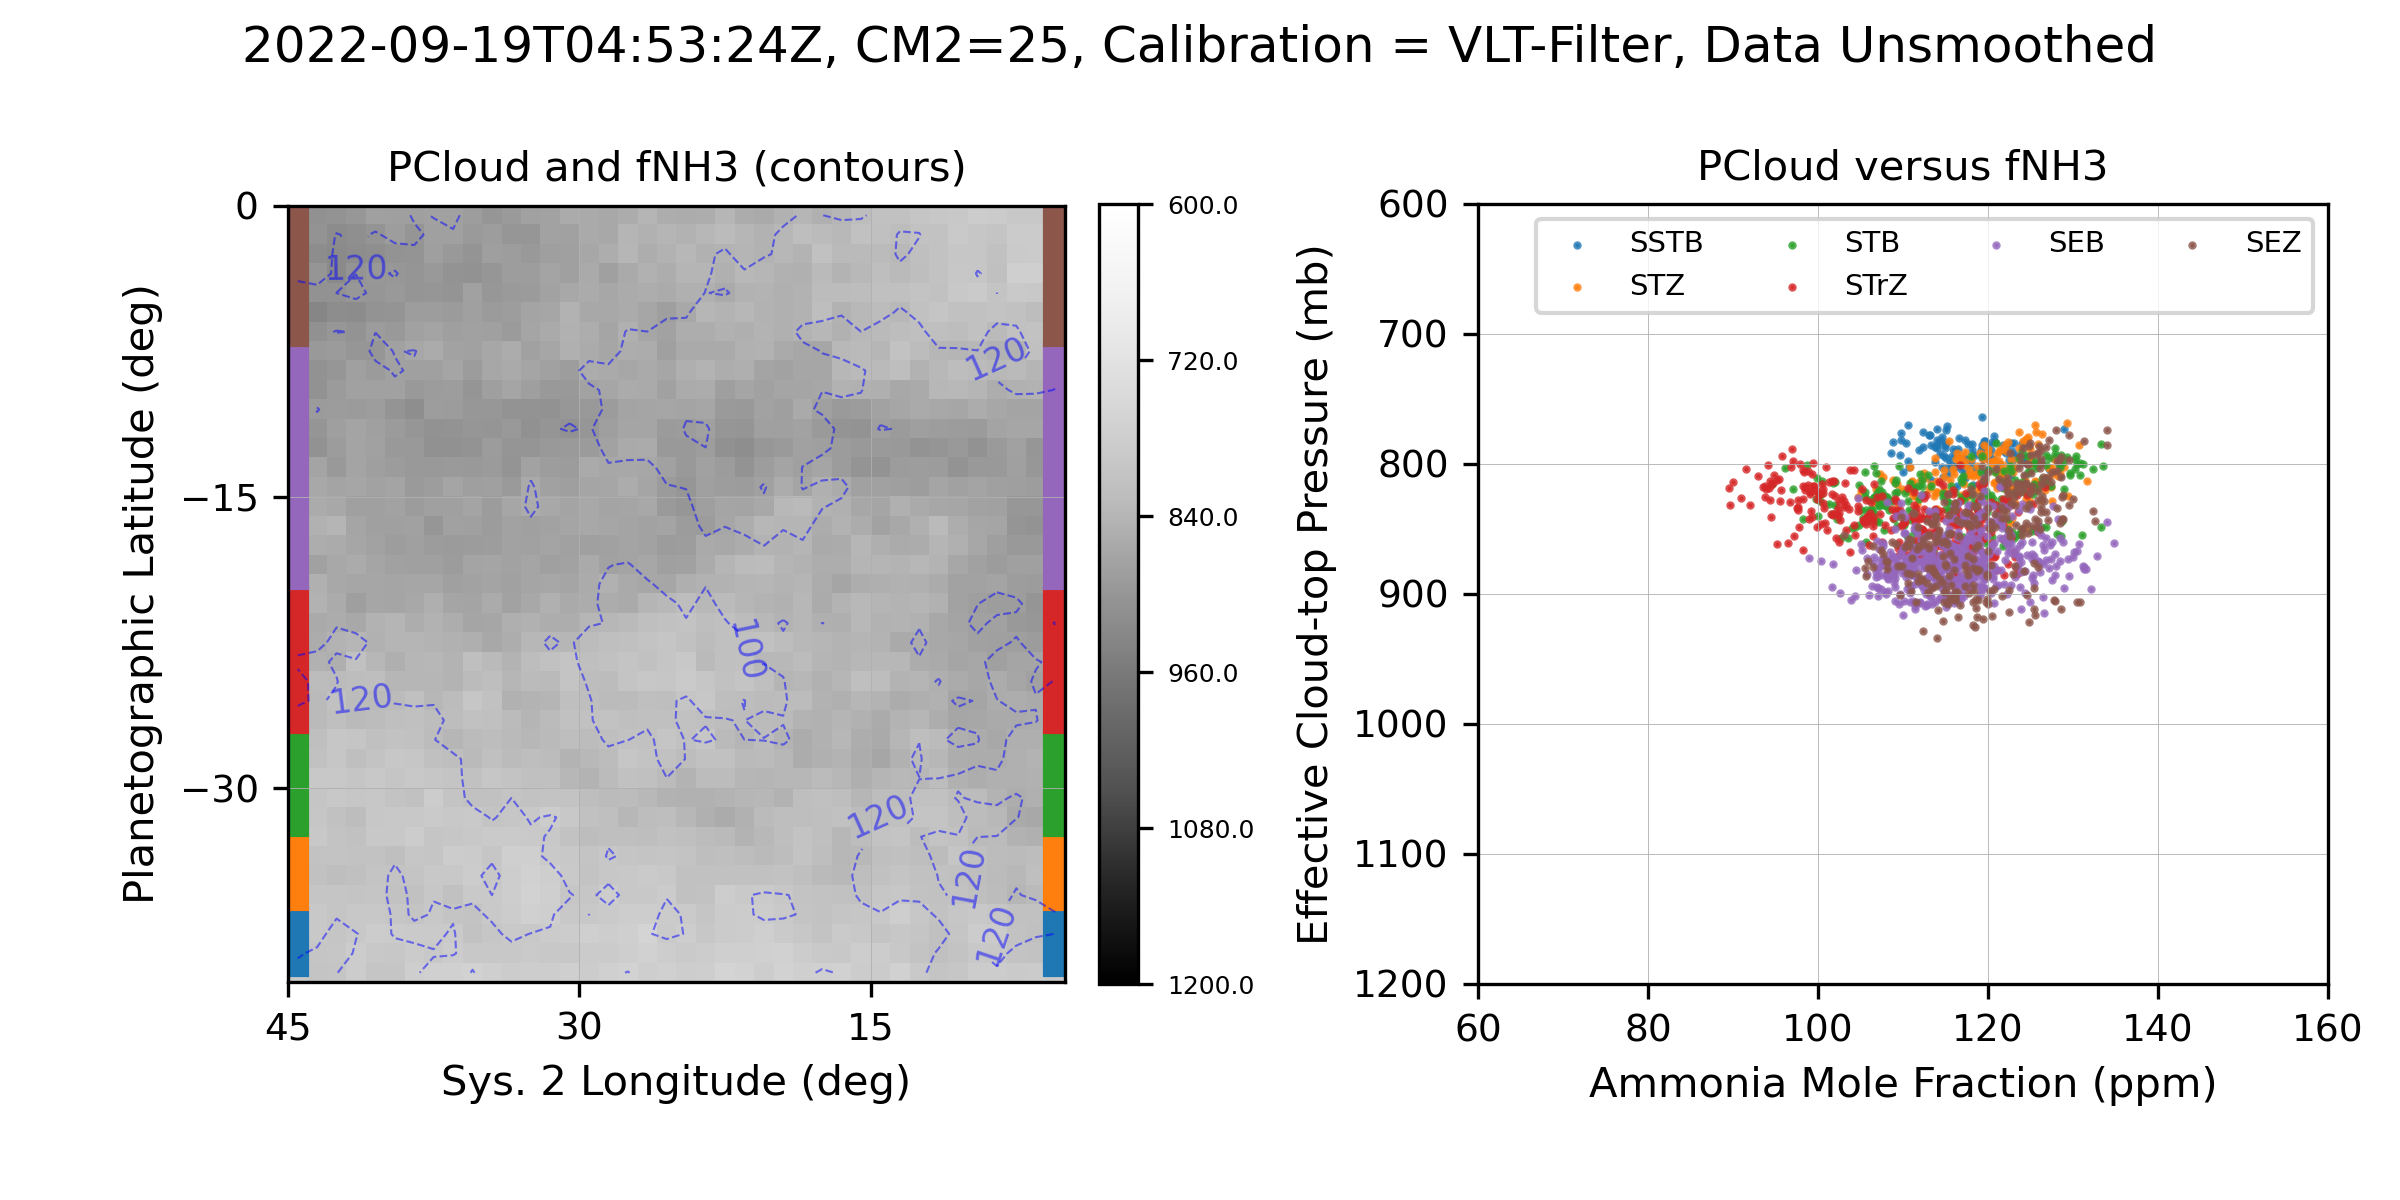 2022-09-19T04:53:24Z, CM2=25, Calibration = VLT-Filter, Data Unsmoothed
PCloud and fNH3 (contours)
0
−15
−30
Planetographic Latitude (deg)
45
30
15
Sys. 2 Longitude (deg)
120
120
100
120
120
120
120
600.0
720.0
840.0
960.0
1080.0
1200.0
PCloud versus fNH3
600
700
800
900
1000
1100
1200
Effective Cloud-top Pressure (mb)
SSTB
STZ
STB
STrZ
SEB
SEZ
60
80
100
120
140
160
Ammonia Mole Fraction (ppm)